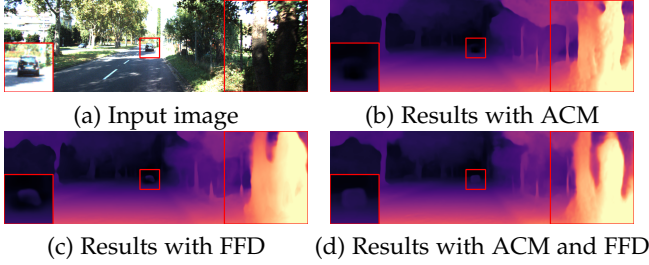 (a) Input image
(b) Results with ACM
(c) Results with FFD
(d) Results with ACM and FFD